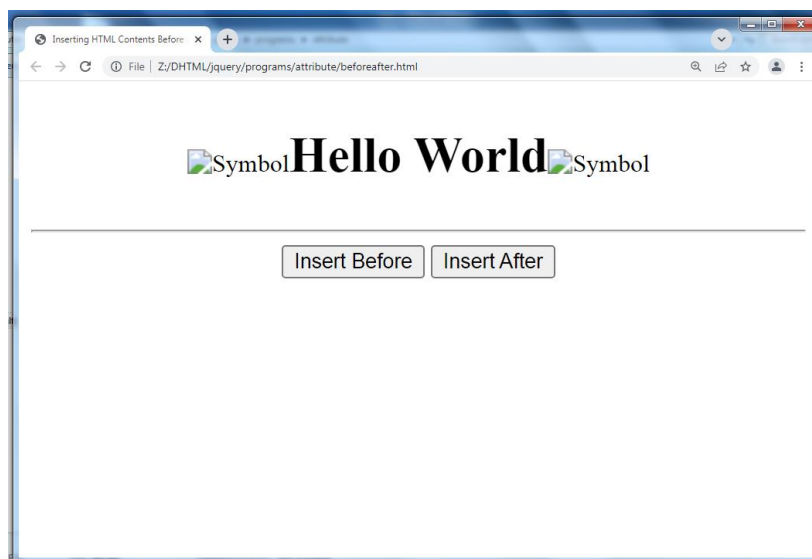 Inserting HTML Contents Before
File | Z:/DHTML/jquery/programs/attribute/beforeafter.html
SymbolHello WorldSymbol
Insert Before Insert After